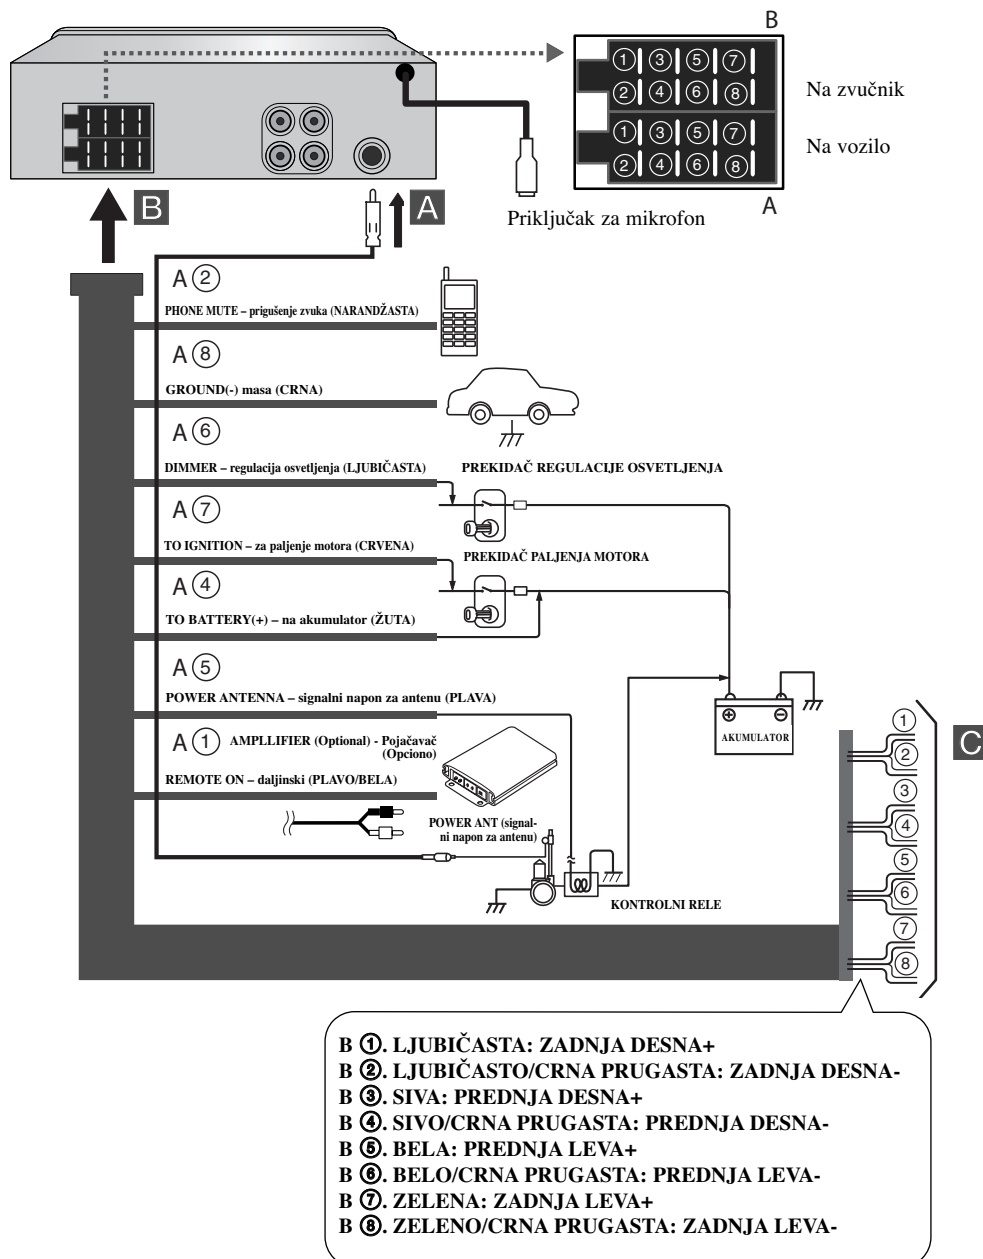 B
① ③ ⑤ ⑦
② ④ ⑥ ⑧
Na zvučnik
① ③ ⑤ ⑦
② ④ ⑥ ⑧
Na vozilo
A
B
A
Priključak za mikrofon
A ②
PHONE MUTE – prigušenje zvuka (NARANDŽASTA)
A ⑧
GROUND(-) masa (CRNA)
A ⑥
DIMMER – regulacija osvetljenja (LJUBIČASTA)
PREKIDAČ REGULACIJE OSVETLJENJA
A ⑦
TO IGNITION – za paljenje motora (CRVENA)
PREKIDAČ PALJENJA MOTORA
A ④
TO BATTERY(+) – na akumulator (ŽUTA)
A ⑤
POWER ANTENNA – signalni napon za antenu (PLAVA)
AKUMULATOR
A ① AMPLLIFIER (Optional) - Pojačavač
(Opciono)
REMOTE ON – daljinski (PLAVO/BELA)
POWER ANT (signal-
ni napon za antenu)
KONTROLNI RELE
①
②
③
④
⑤
⑥
⑦
⑧
C
B ①. LJUBIČASTA: ZADNJA DESNA+
B ②. LJUBIČASTO/CRNA PRUGASTA: ZADNJA DESNA-
B ③. SIVA: PREDNJA DESNA+
B ④. SIVO/CRNA PRUGASTA: PREDNJA DESNA-
B ⑤. BELA: PREDNJA LEVA+
B ⑥. BELO/CRNA PRUGASTA: PREDNJA LEVA-
B ⑦. ZELENA: ZADNJA LEVA+
B ⑧. ZELENO/CRNA PRUGASTA: ZADNJA LEVA-